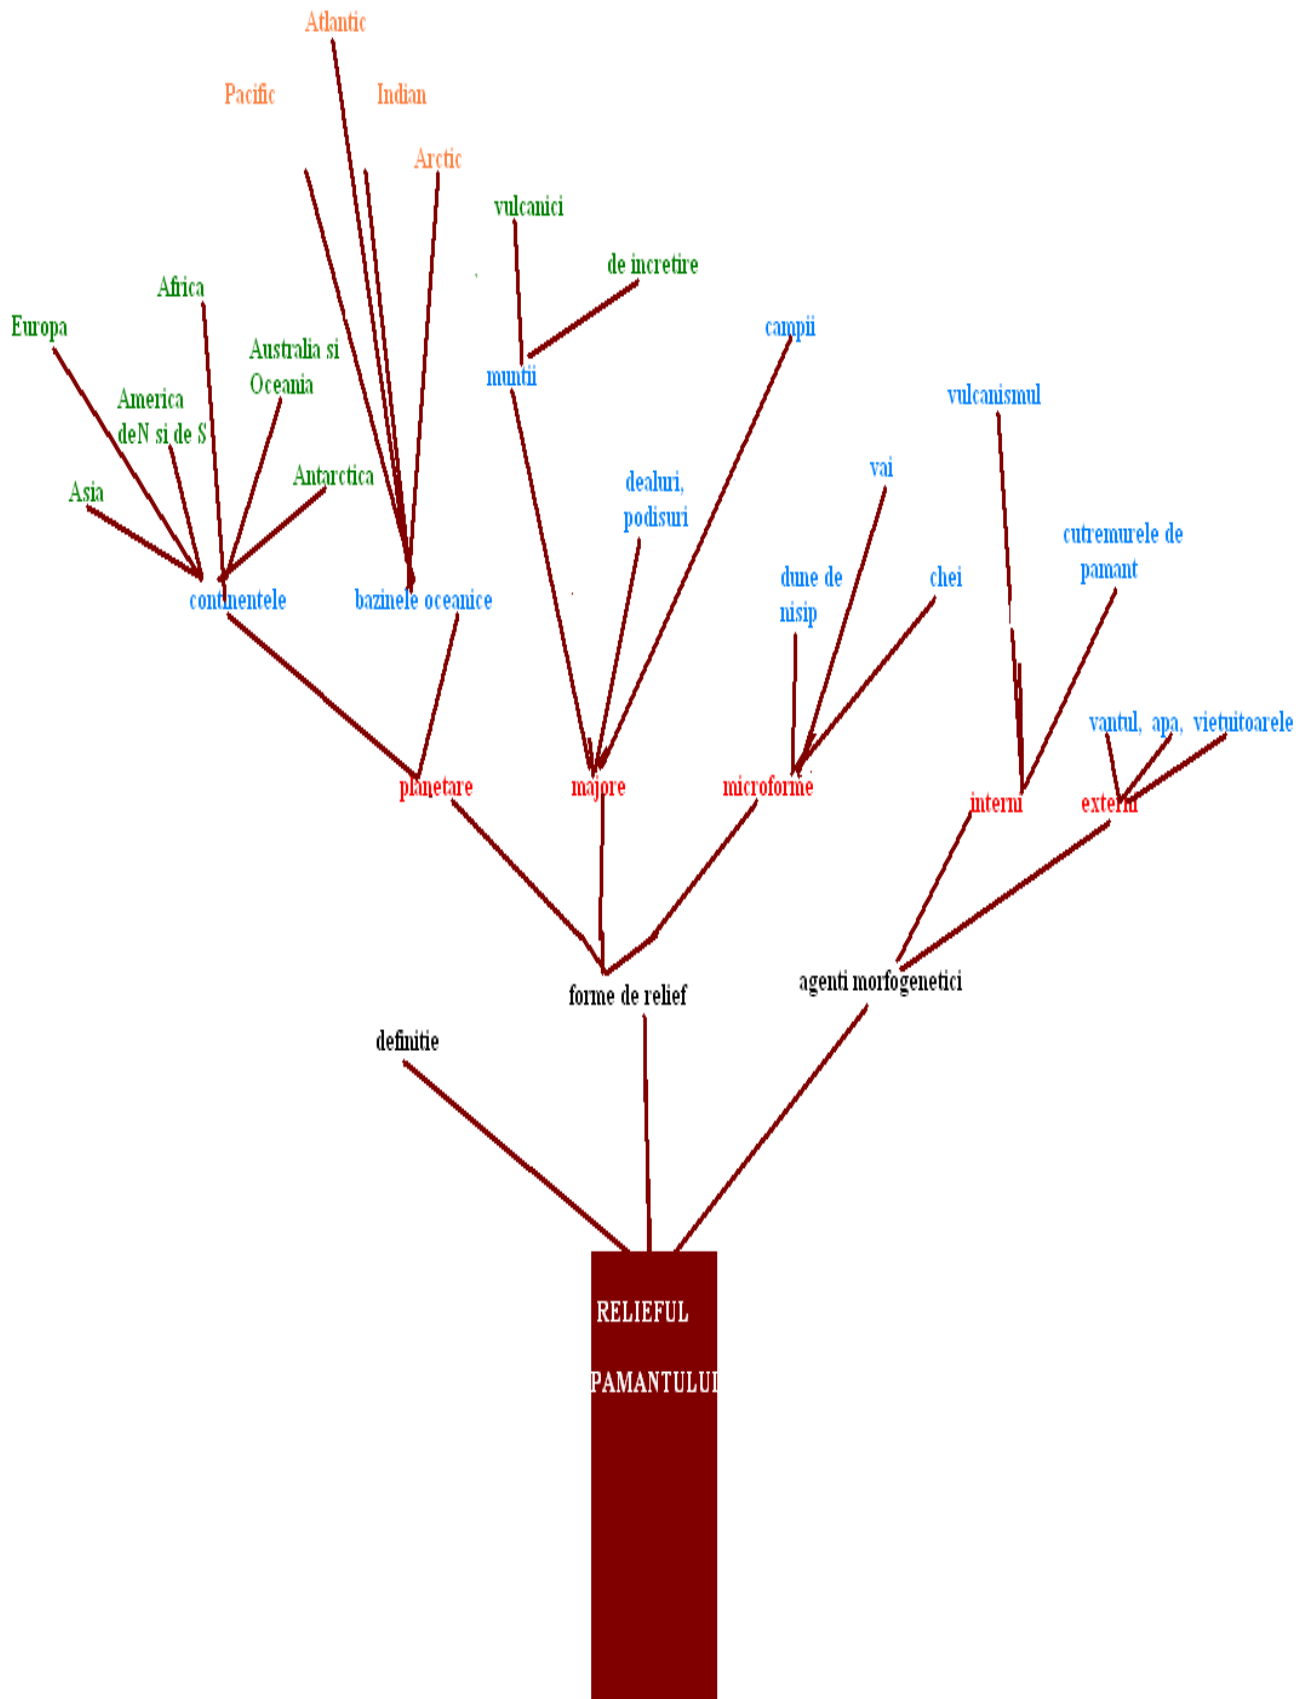 Atlantic
Pacific
Indian
Arctic
vulcanici
de incretire
Africa
Europa
campii
Australia si
Oceania
muntii
America
deN si de S
vulcanismul
Antarctica
vai
Asia
dealuri,
podisuri
cutremurele de
pamant
dune de
nisip
chei
continentele
bazinele oceanice
vantul, apa, vietuitoarele
planetare
majore
microforme
interni
externi
agenti morfogenetici
forme de relief
definitie
RELIEFUL
PAMANTULUI